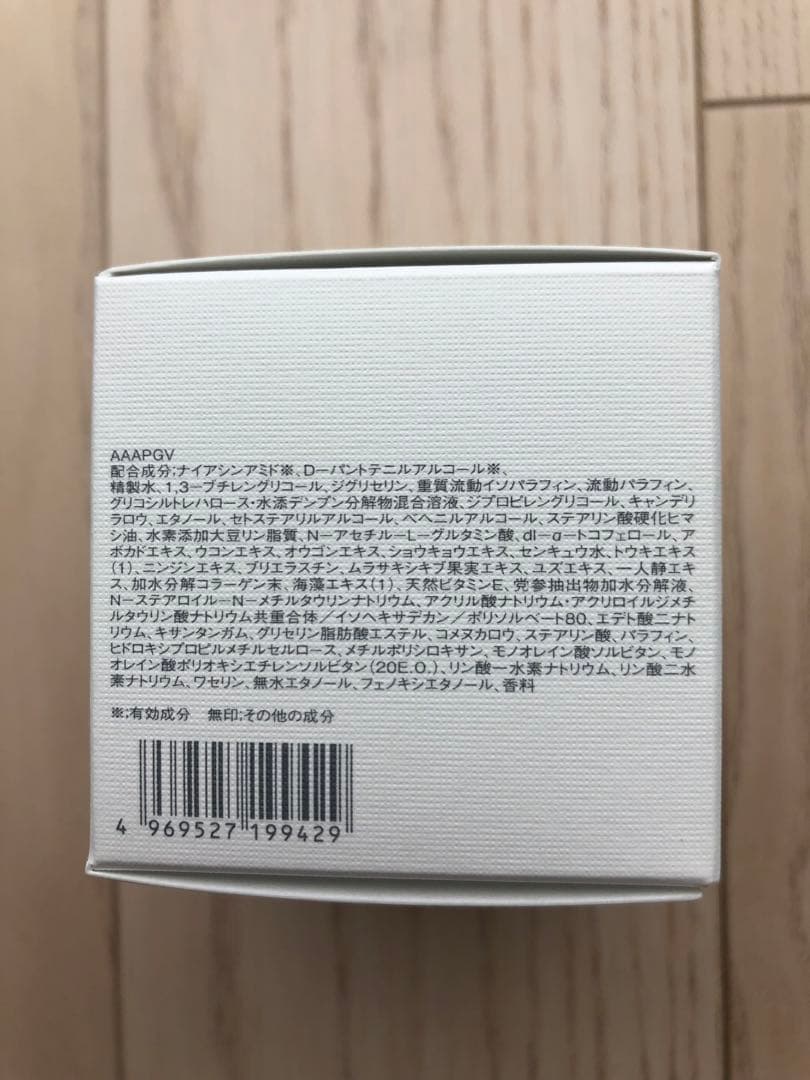 AAAPGV
配合成分;ナイアシンアミド※、D－パントテニルアルコール※、
精製水、1,3－ブチレングリコール、ジグリセリン、重質流動イソパラフィン、流動パラフィン、
グリコシルトレハロース・水添デンプン分解物混合溶液、ジプロピレングリコール、キャンデリ
ラロウ、エタノール、セトステアリルアルコール、ベヘニルアルコール、ステアリン酸硬化ヒマ
シ油、水素添加大豆リン脂質、N－アセチル－L－グルタミン酸、dl－α－トコフェロール、ア
ボカドエキス、ウコンエキス、オウゴンエキス、ショウキョウエキス、センキュウ水、トウキエキス
(1)、ニンジンエキス、ブリエラスチン、ムラサキシキブ果実エキス、ユズエキス、一人静エキ
ス、加水分解コラーゲン末、海藻エキス(1)、天然ビタミンE、党参抽出物加水分解液、
N－ステアロイル－N－メチルタウリンナトリウム、アクリル酸ナトリウム・アクリロイルジメチ
ルタウリン酸ナトリウム共重合体／イソヘキサデカン／ポリソルベート80、エデト酸二ナト
リウム、キサンタンガム、グリセリン脂肪酸エステル、コメヌカロウ、ステアリン酸、パラフィン、
ヒドロキシプロピルメチルセルロース、メチルポリシロキサン、モノオレイン酸ソルビタン、モノ
オレイン酸ポリオキシエチレンソルビタン(20E.O.)、リン酸一水素ナトリウム、リン酸二水
素ナトリウム、ワセリン、無水エタノール、フェノキシエタノール、香料
※;有効成分　無印;その他の成分
4 969527 199429